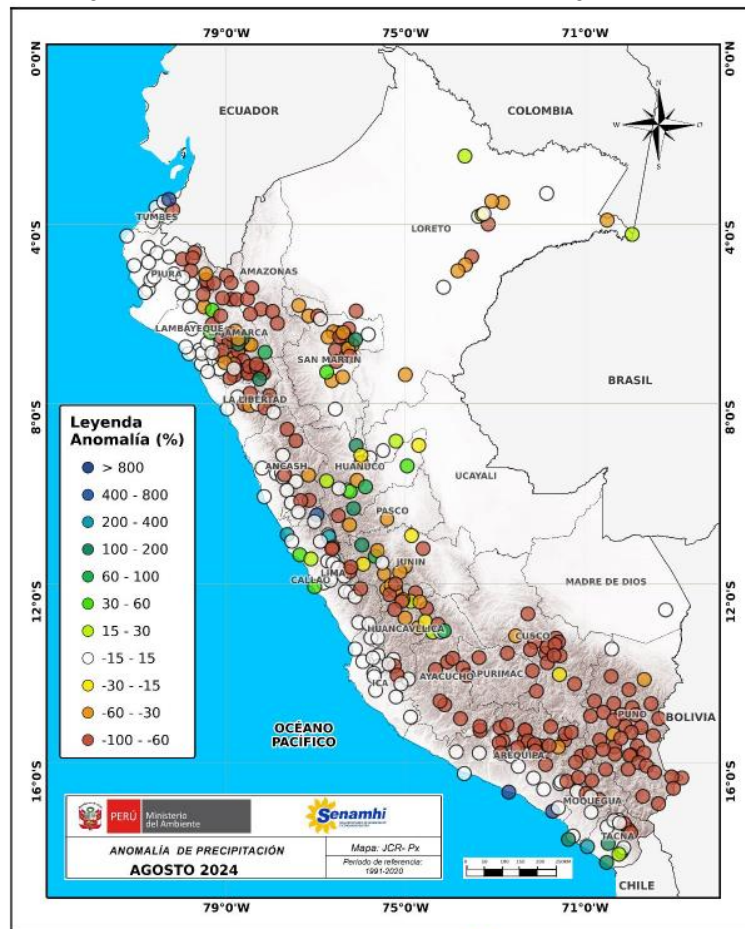 79°0'W 75°0'W 71°0'W
0°0'N
0°0'N
ECUADOR
COLOMBIA
N
W
O
S
TUMBES
LORETO
4°0'S
4°0'S
PIURA
AMAZONAS
LAMBAYEQUE
CAJAMARCA
SAN MARTIN
BRASIL
LA LIBERTAD
8°0'S
8°0'S
Leyenda
Anomalía (%)
> 800
400 - 800
200 - 400
100 - 200
60 - 100
30 - 60
15 - 30
-15 - 15
-30 - -15
-60 - -30
-100 - -60
ANCASH
HUANUCO
UCAYALI
PASCO
JUNIN
LIMA
CALLAO
12°0'S
12°0'S
MADRE DE DIOS
HUANCAVELICA
CUSCO
ICA
AYACUCHO
APURIMAC
PUNO
BOLIVIA
OCÉANO
PACÍFICO
AREQUIPA
16°0'S
16°0'S
MOQUEGUA
TACNA
CHILE
PERÚ
Ministerio
del Ambiente
Senamhi
ANOMALÍA DE PRECIPITACIÓN
AGOSTO 2024
Mapa: JCR- Px
Periodo de referencia:
1991-2020
79°0'W 75°0'W 71°0'W